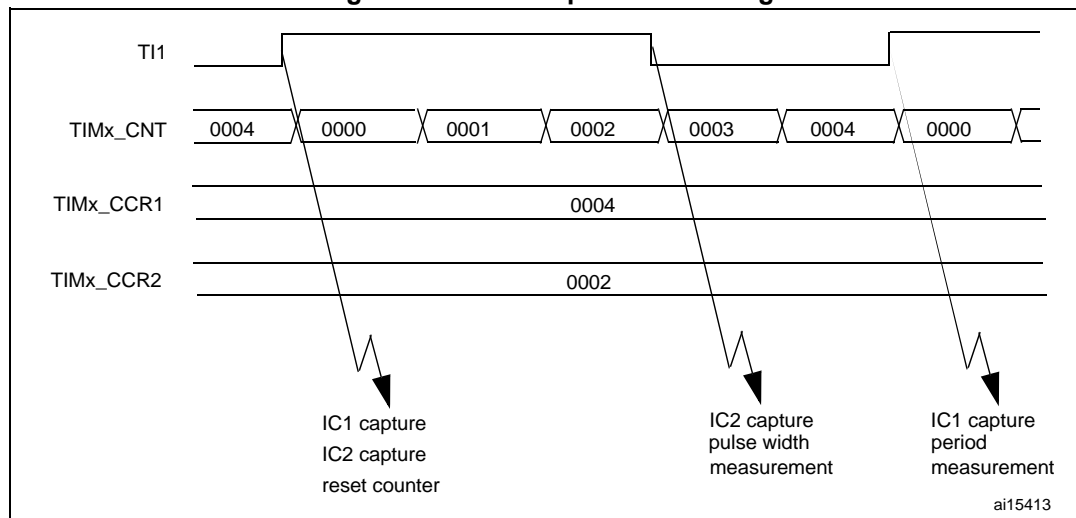 TI1
TIMx_CNT 0004 0000 0001 0002 0003 0004 0000
TIMx_CCR1 0004
TIMx_CCR2 0002
IC1 capture
IC2 capture
reset counter
IC2 capture
pulse width
measurement
IC1 capture
period
measurement
ai15413